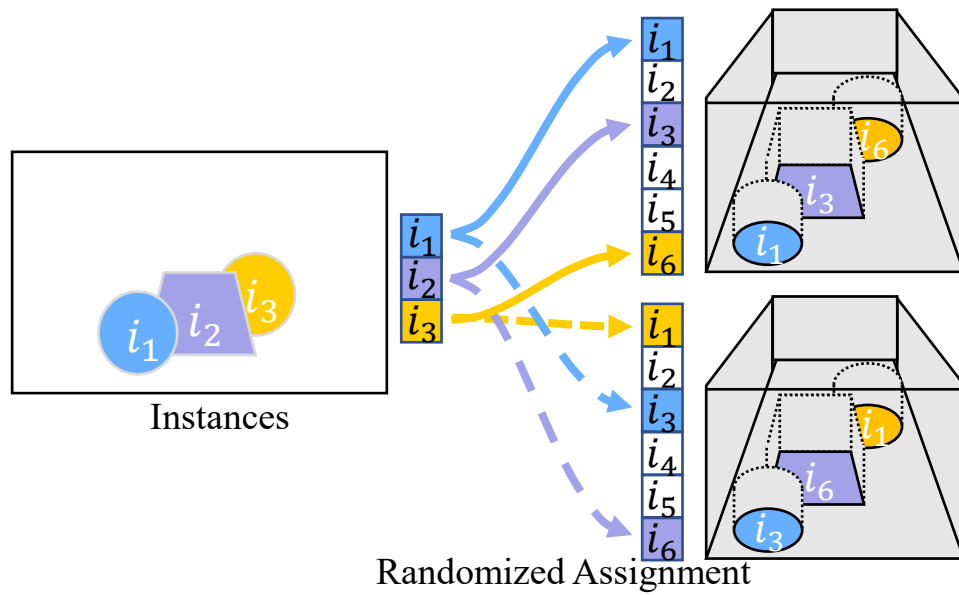 i₁
i₂
i₃
Instances
i₁
i₂
i₃
i₁
i₂
i₃
i₄
i₅
i₆
i₆
i₃
i₁
i₁
i₂
i₃
i₄
i₅
i₆
i₁
i₆
i₃
Randomized Assignment